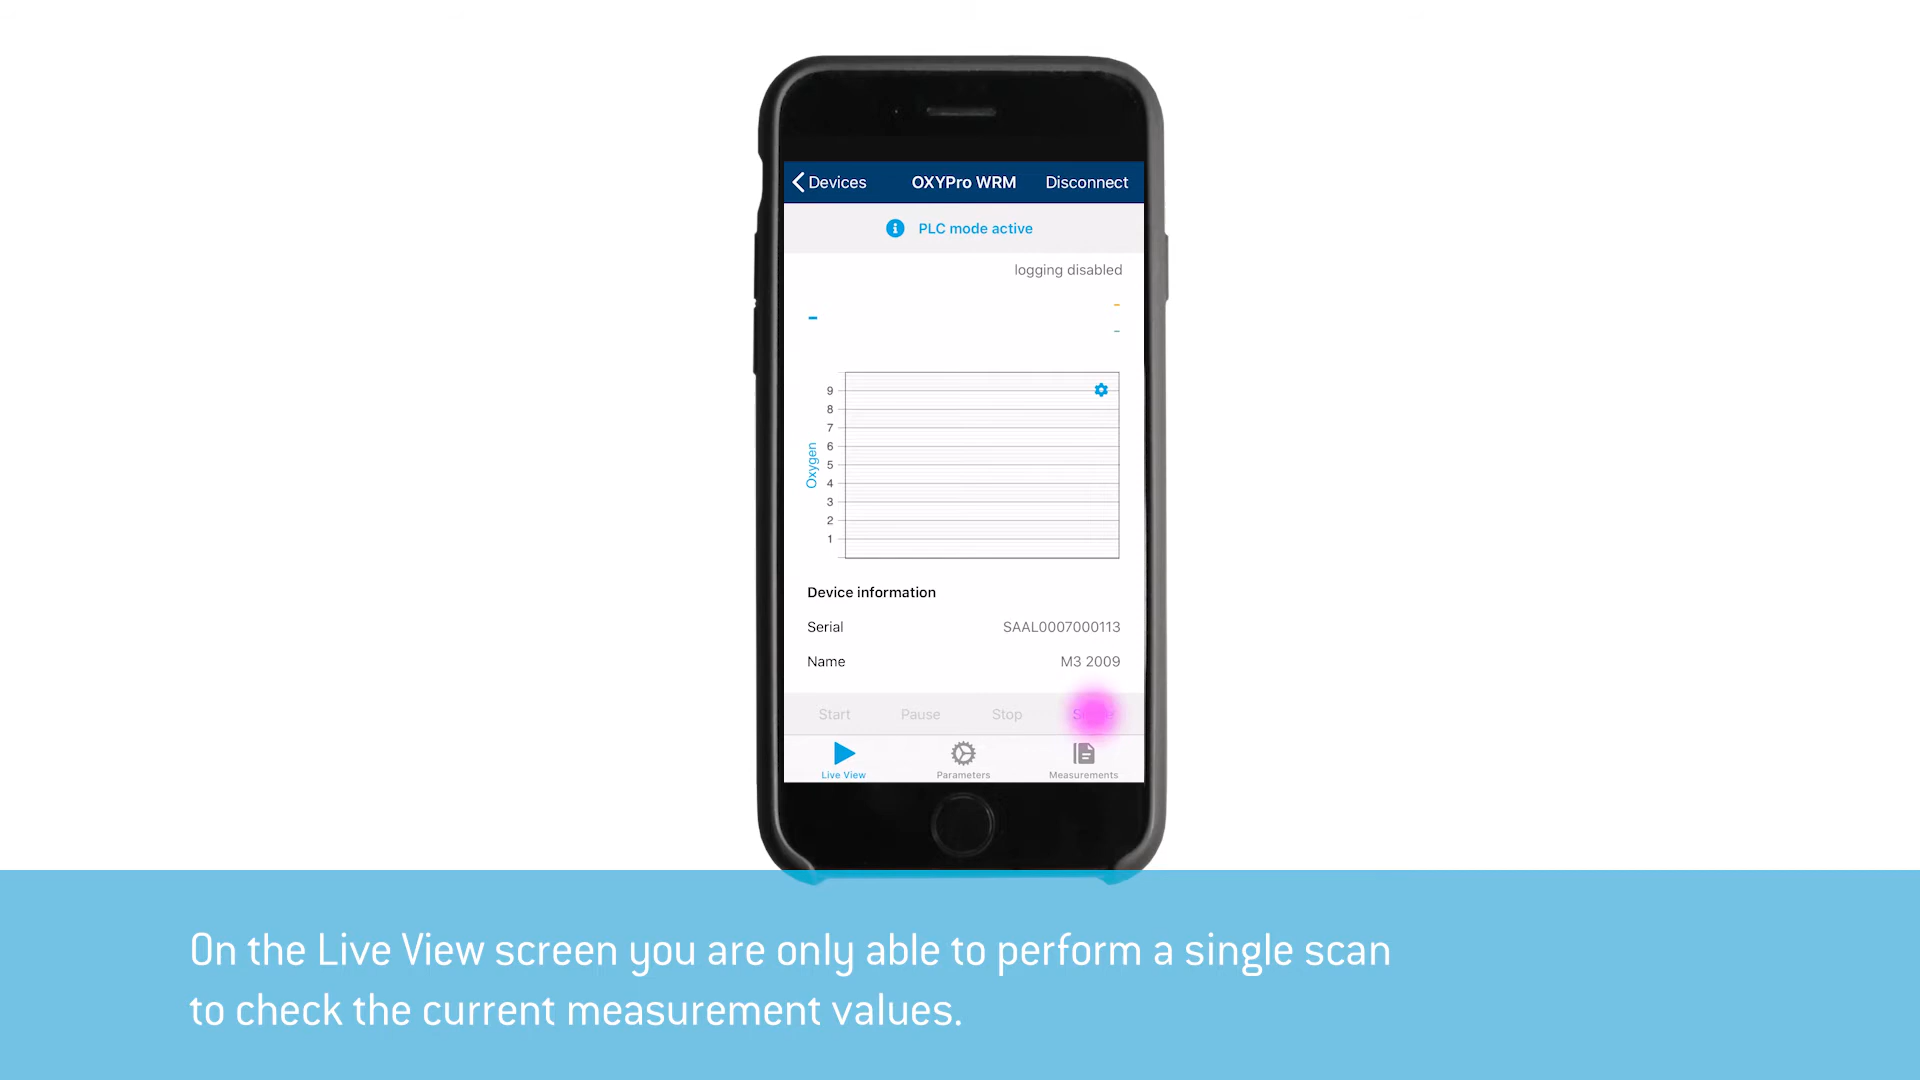 Devices OXYPro WRM Disconnect
PLC mode active
logging disabled
-
-
-
9
8
7
6
5
4
3
2
1
Oxygen
Device information
Serial SAAL0007000113
Name M3 2009
Start Pause Stop
Live View Parameters Measurements
On the Live View screen you are only able to perform a single scan
to check the current measurement values.